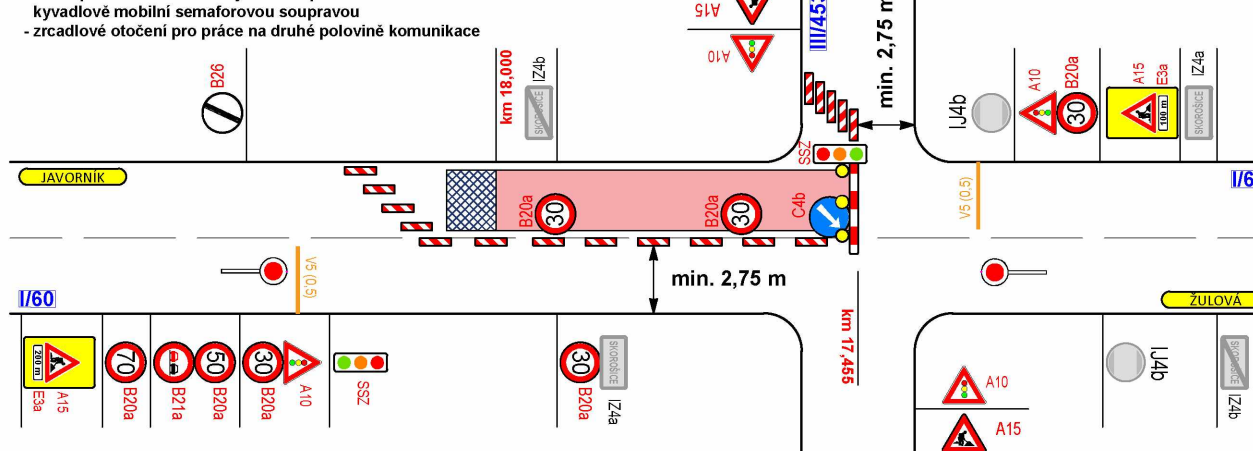 kyvadlově mobilní semaforovou soupravou
- zrcadlové otočení pro práce na druhé polovině komunikace
A15
A10
III/453
min. 2,75 m
B26
km 18,000
IZ4b
SKOROŠICE
IJ4b
A10
B20a
30
A15
E3a
100 m
IZ4a
SKOROŠICE
SSZ
JAVORNÍK
B20a
30
B20a
30
C4b
V5 (0,5)
I/6
V5 (0,5)
min. 2,75 m
I/60
ŽULOVÁ
km 17,455
200 m
E3a
A15
70
B20a
B21a
50
B20a
30
B20a
A10
SSZ
30
B20a
SKOROŠICE
IZ4a
A10
A15
IJ4b
SKOROŠICE
IZ4b